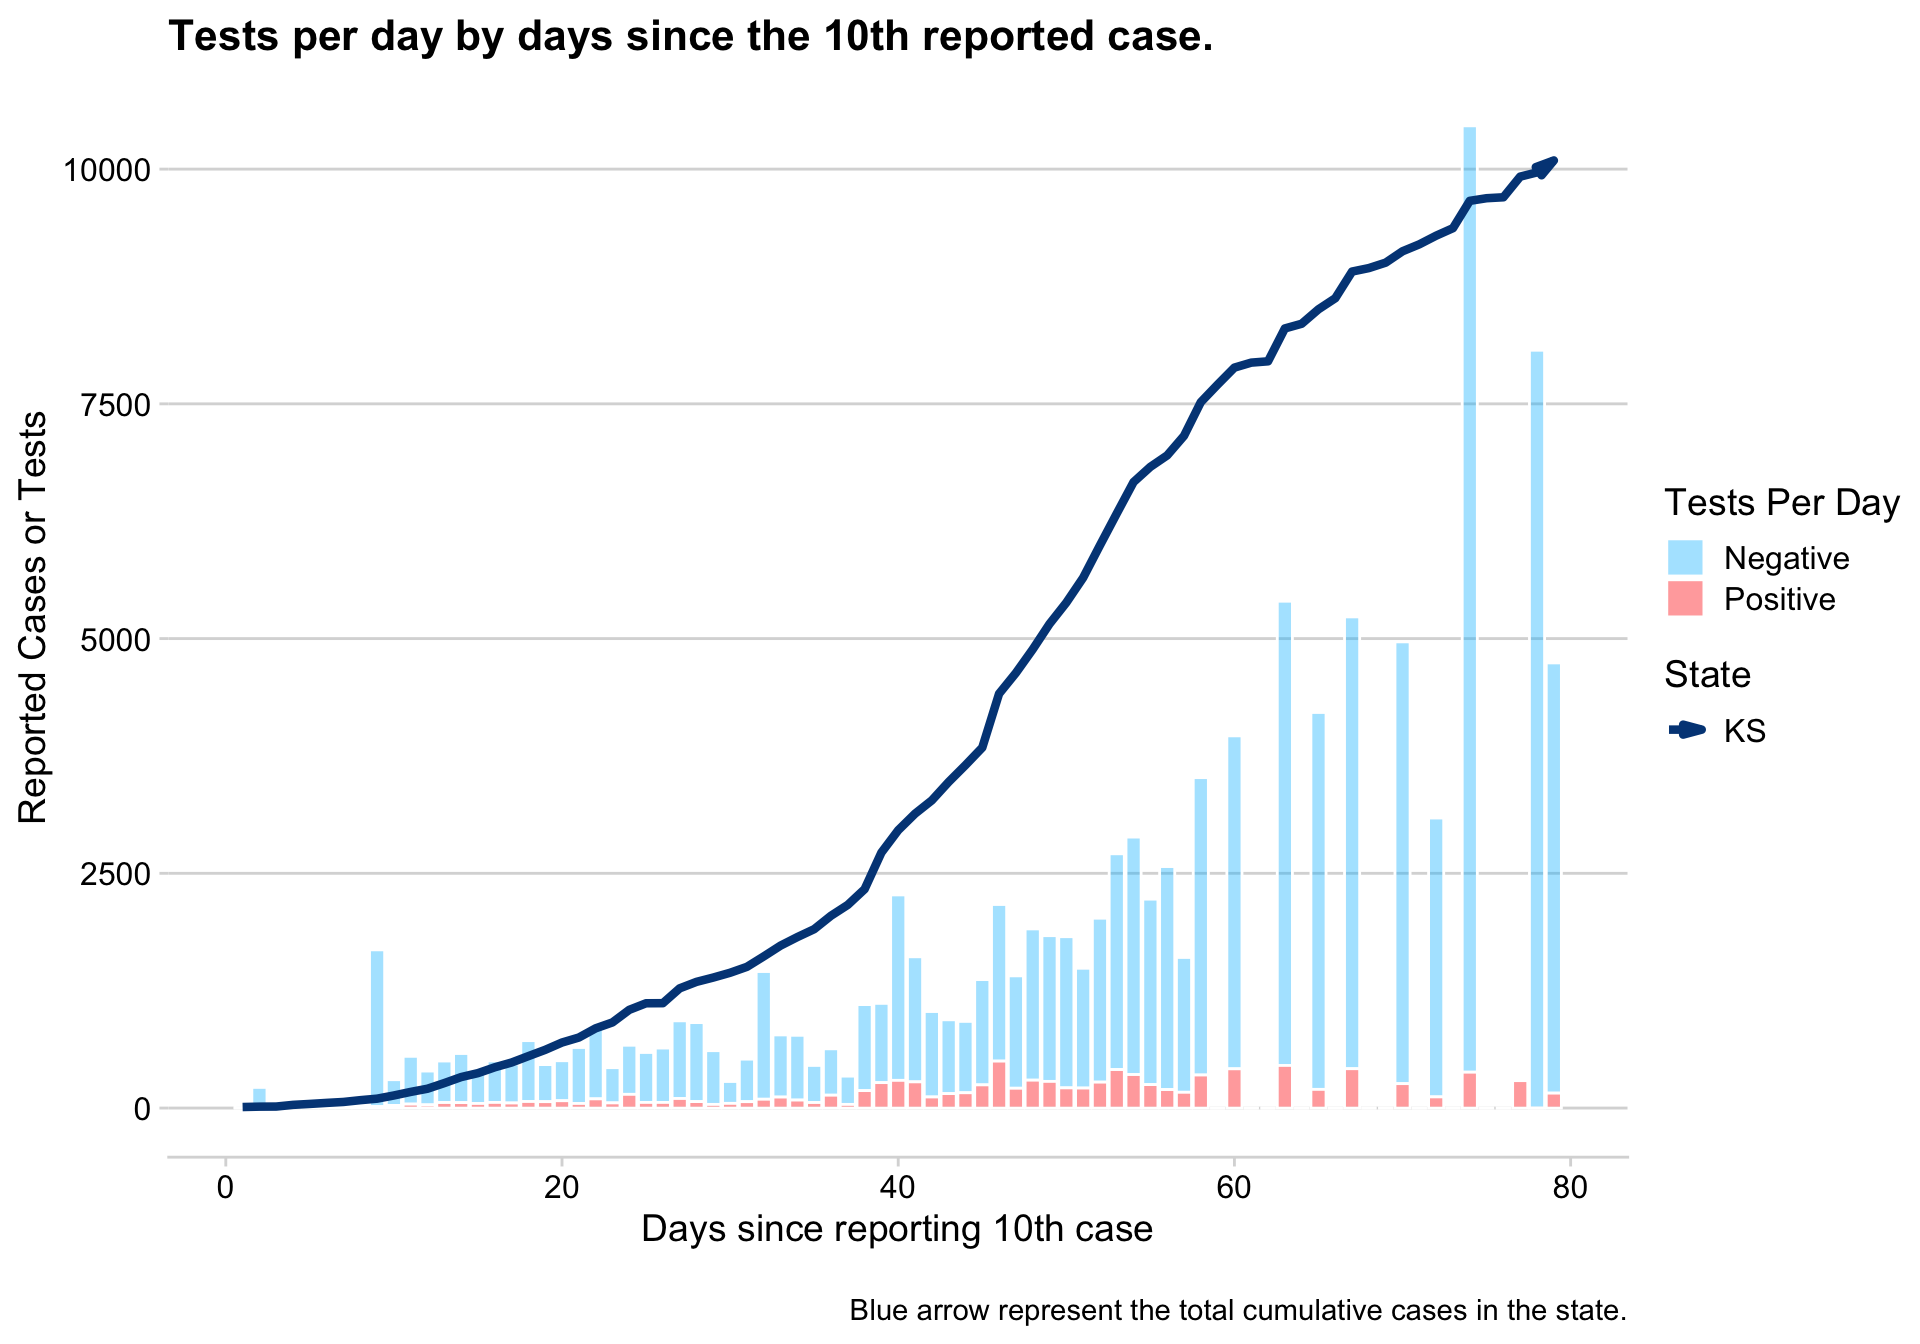 Tests per day by days since the 10th reported case.
10000
7500
5000
2500
0
Reported Cases or Tests
0 20 40 60 80
Days since reporting 10th case
Tests Per Day
Negative
Positive
State
KS
Blue arrow represent the total cumulative cases in the state.